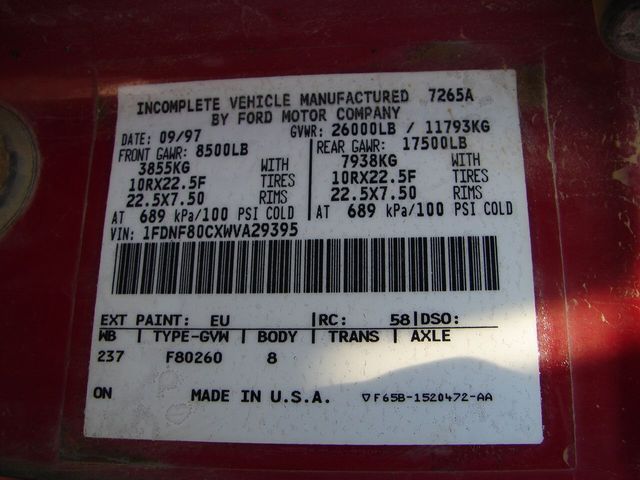 INCOMPLETE VEHICLE MANUFACTURED 7265A
BY FORD MOTOR COMPANY
DATE: 09/97 GVWR: 26000LB / 11793KG
FRONT GAWR: 8500LB REAR GAWR: 17500LB
3855KG WITH 7938KG WITH
10RX22.5F TIRES 10RX22.5F TIRES
22.5X7.50 RIMS 22.5X7.50 RIMS
AT 689 kPa/100 PSI COLD AT 689 kPa/100 PSI COLD
VIN: 1FDNF80CXWVA29395
EXT PAINT: EU RC: 58 DSO:
WB TYPE-GVW BODY TRANS AXLE
237 F80260 8
ON MADE IN U.S.A. F65B-1520472-AA